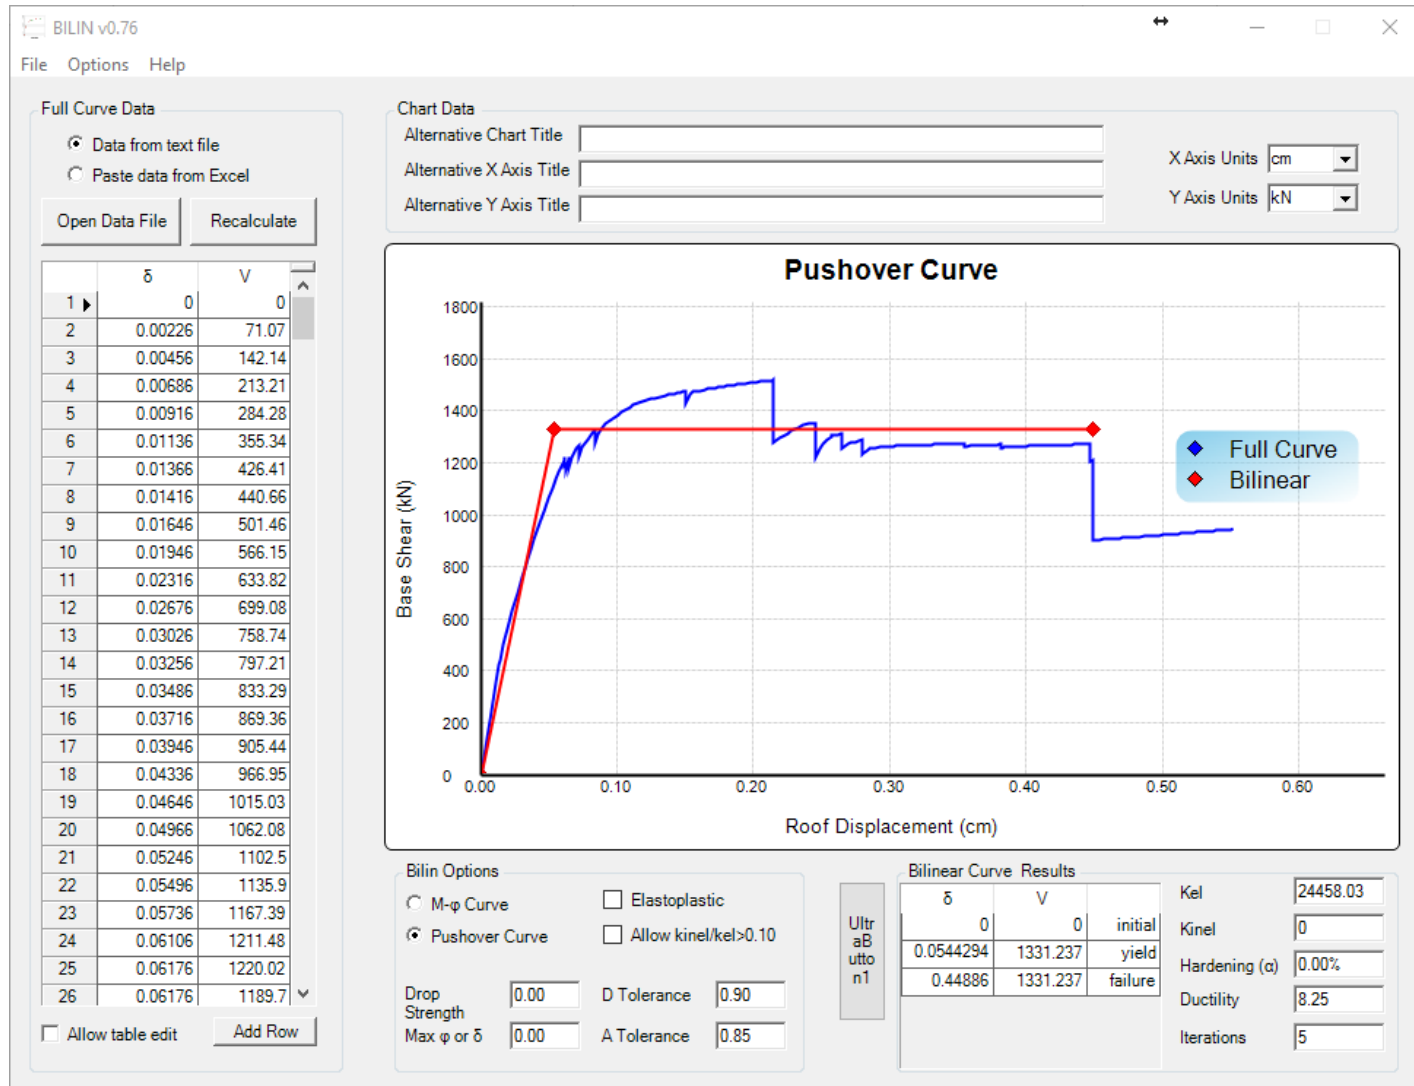 BILIN v0.76
File Options Help
Full Curve Data
Data from text file
Paste data from Excel
Open Data File Recalculate
δ V
1 0 0
2 0.00226 71.07
3 0.00456 142.14
4 0.00686 213.21
5 0.00916 284.28
6 0.01136 355.34
7 0.01366 426.41
8 0.01416 440.66
9 0.01646 501.46
10 0.01946 566.15
11 0.02316 633.82
12 0.02676 699.08
13 0.03026 758.74
14 0.03256 797.21
15 0.03486 833.29
16 0.03716 869.36
17 0.03946 905.44
18 0.04336 966.95
19 0.04646 1015.03
20 0.04966 1062.08
21 0.05246 1102.5
22 0.05496 1135.9
23 0.05736 1167.39
24 0.06106 1211.48
25 0.06176 1220.02
26 0.06176 1189.7
Allow table edit Add Row
Chart Data
Alternative Chart Title
Alternative X Axis Title
Alternative Y Axis Title
X Axis Units cm
Y Axis Units kN
Pushover Curve
1800
1600
1400
1200
1000
800
600
400
200
0
Base Shear (kN)
0.00 0.10 0.20 0.30 0.40 0.50 0.60
Roof Displacement (cm)
Full Curve
Bilinear
Bilin Options
M-φ Curve
Pushover Curve
Elastoplastic
Allow kinel/kel>0.10
Drop
Strength
0.00
D Tolerance 0.90
Max φ or δ 0.00
A Tolerance 0.85
Ultr
aB
utto
n1
Bilinear Curve Results
δ V
0 0 initial
0.0544294 1331.237 yield
0.44886 1331.237 failure
Kel 24458.03
Kinel 0
Hardening (α) 0.00%
Ductility 8.25
Iterations 5